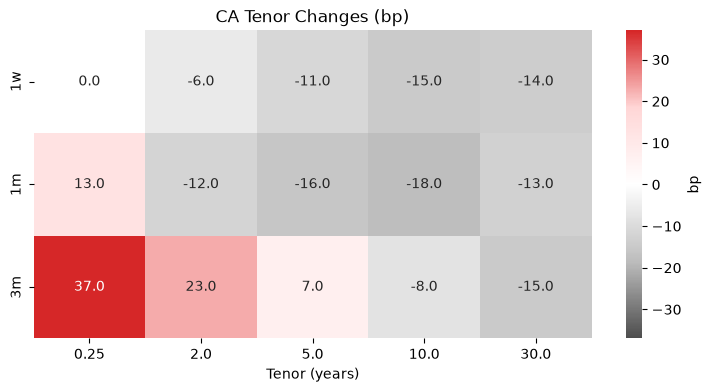 CA Tenor Changes (bp)
1w 0.0 -6.0 -11.0 -15.0 -14.0
1m 13.0 -12.0 -16.0 -18.0 -13.0
3m 37.0 23.0 7.0 -8.0 -15.0
0.25 2.0 5.0 10.0 30.0
Tenor (years)
30
20
10
0
−10
−20
−30
bp